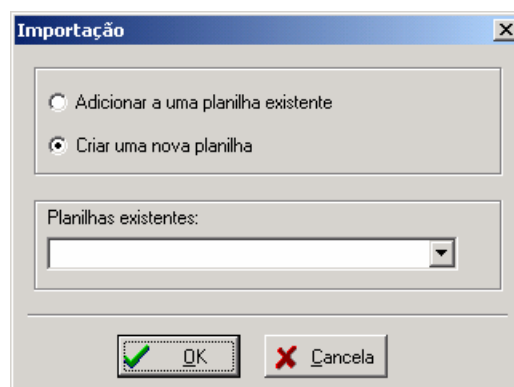 Importação
Adicionar a uma planilha existente
Criar uma nova planilha
Planilhas existentes:
OK
Cancela